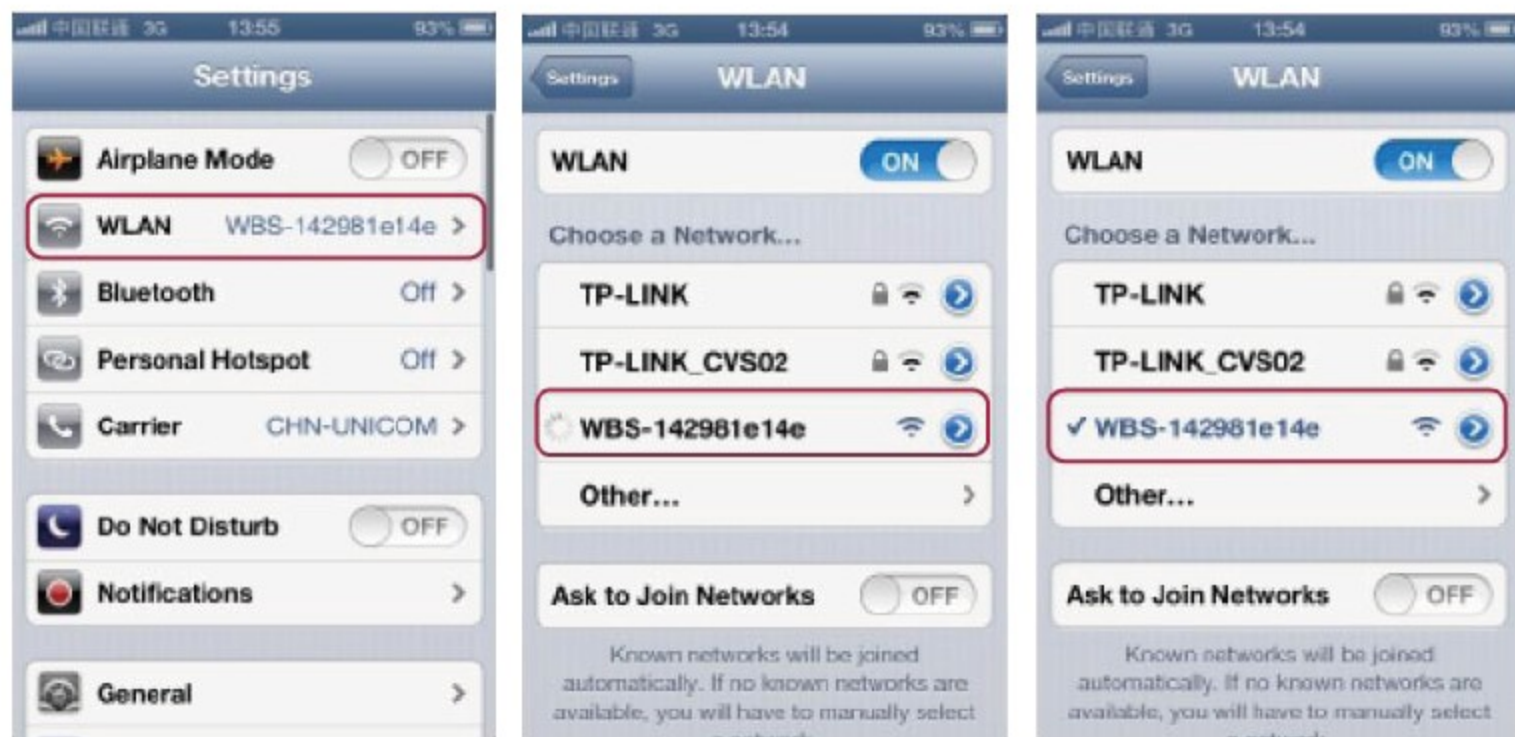 中国联通 3G 13:55 93%
Settings
Airplane Mode OFF
WLAN WBS-142981e14e
Bluetooth Off
Personal Hotspot Off
Carrier CHN-UNICOM
Do Not Disturb OFF
Notifications
General
中国联通 3G 13:54 93%
Settings WLAN
WLAN ON
Choose a Network...
TP-LINK
TP-LINK_CVS02
WBS-142981e14e
Other...
Ask to Join Networks OFF
Known networks will be joined
automatically. If no known networks are
available, you will have to manually select
a network.
中国联通 3G 13:54 93%
Settings WLAN
WLAN ON
Choose a Network...
TP-LINK
TP-LINK_CVS02
WBS-142981e14e
Other...
Ask to Join Networks OFF
Known networks will be joined
automatically. If no known networks are
available, you will have to manually select
a network.